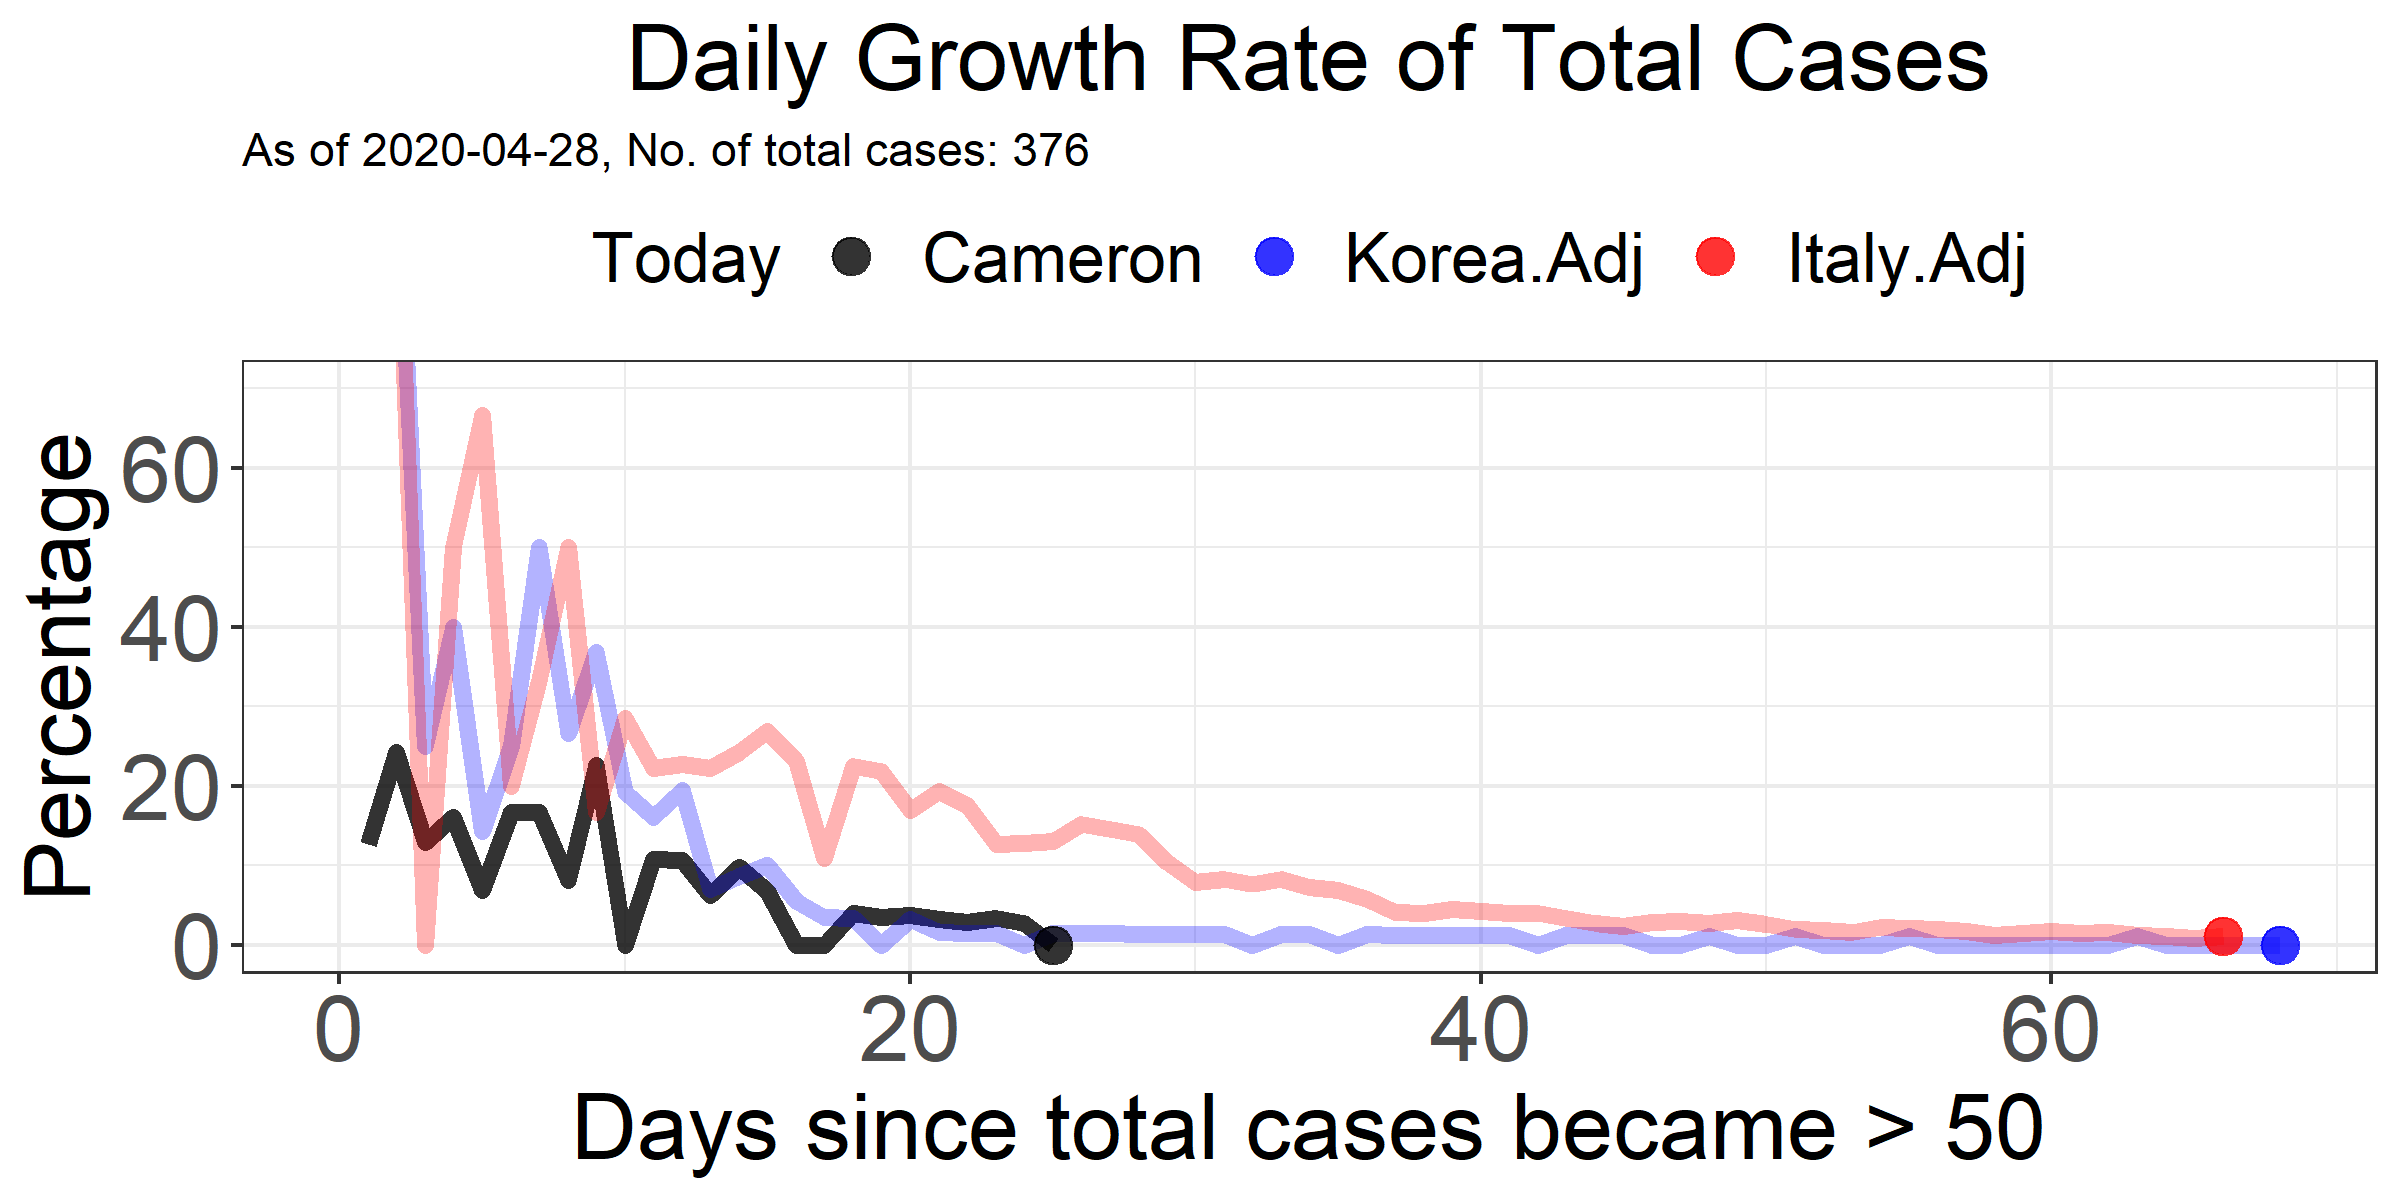 Daily Growth Rate of Total Cases
As of 2020-04-28, No. of total cases: 376
Today Cameron Korea.Adj Italy.Adj
Percentage
60
40
20
0
0 20 40 60
Days since total cases became > 50